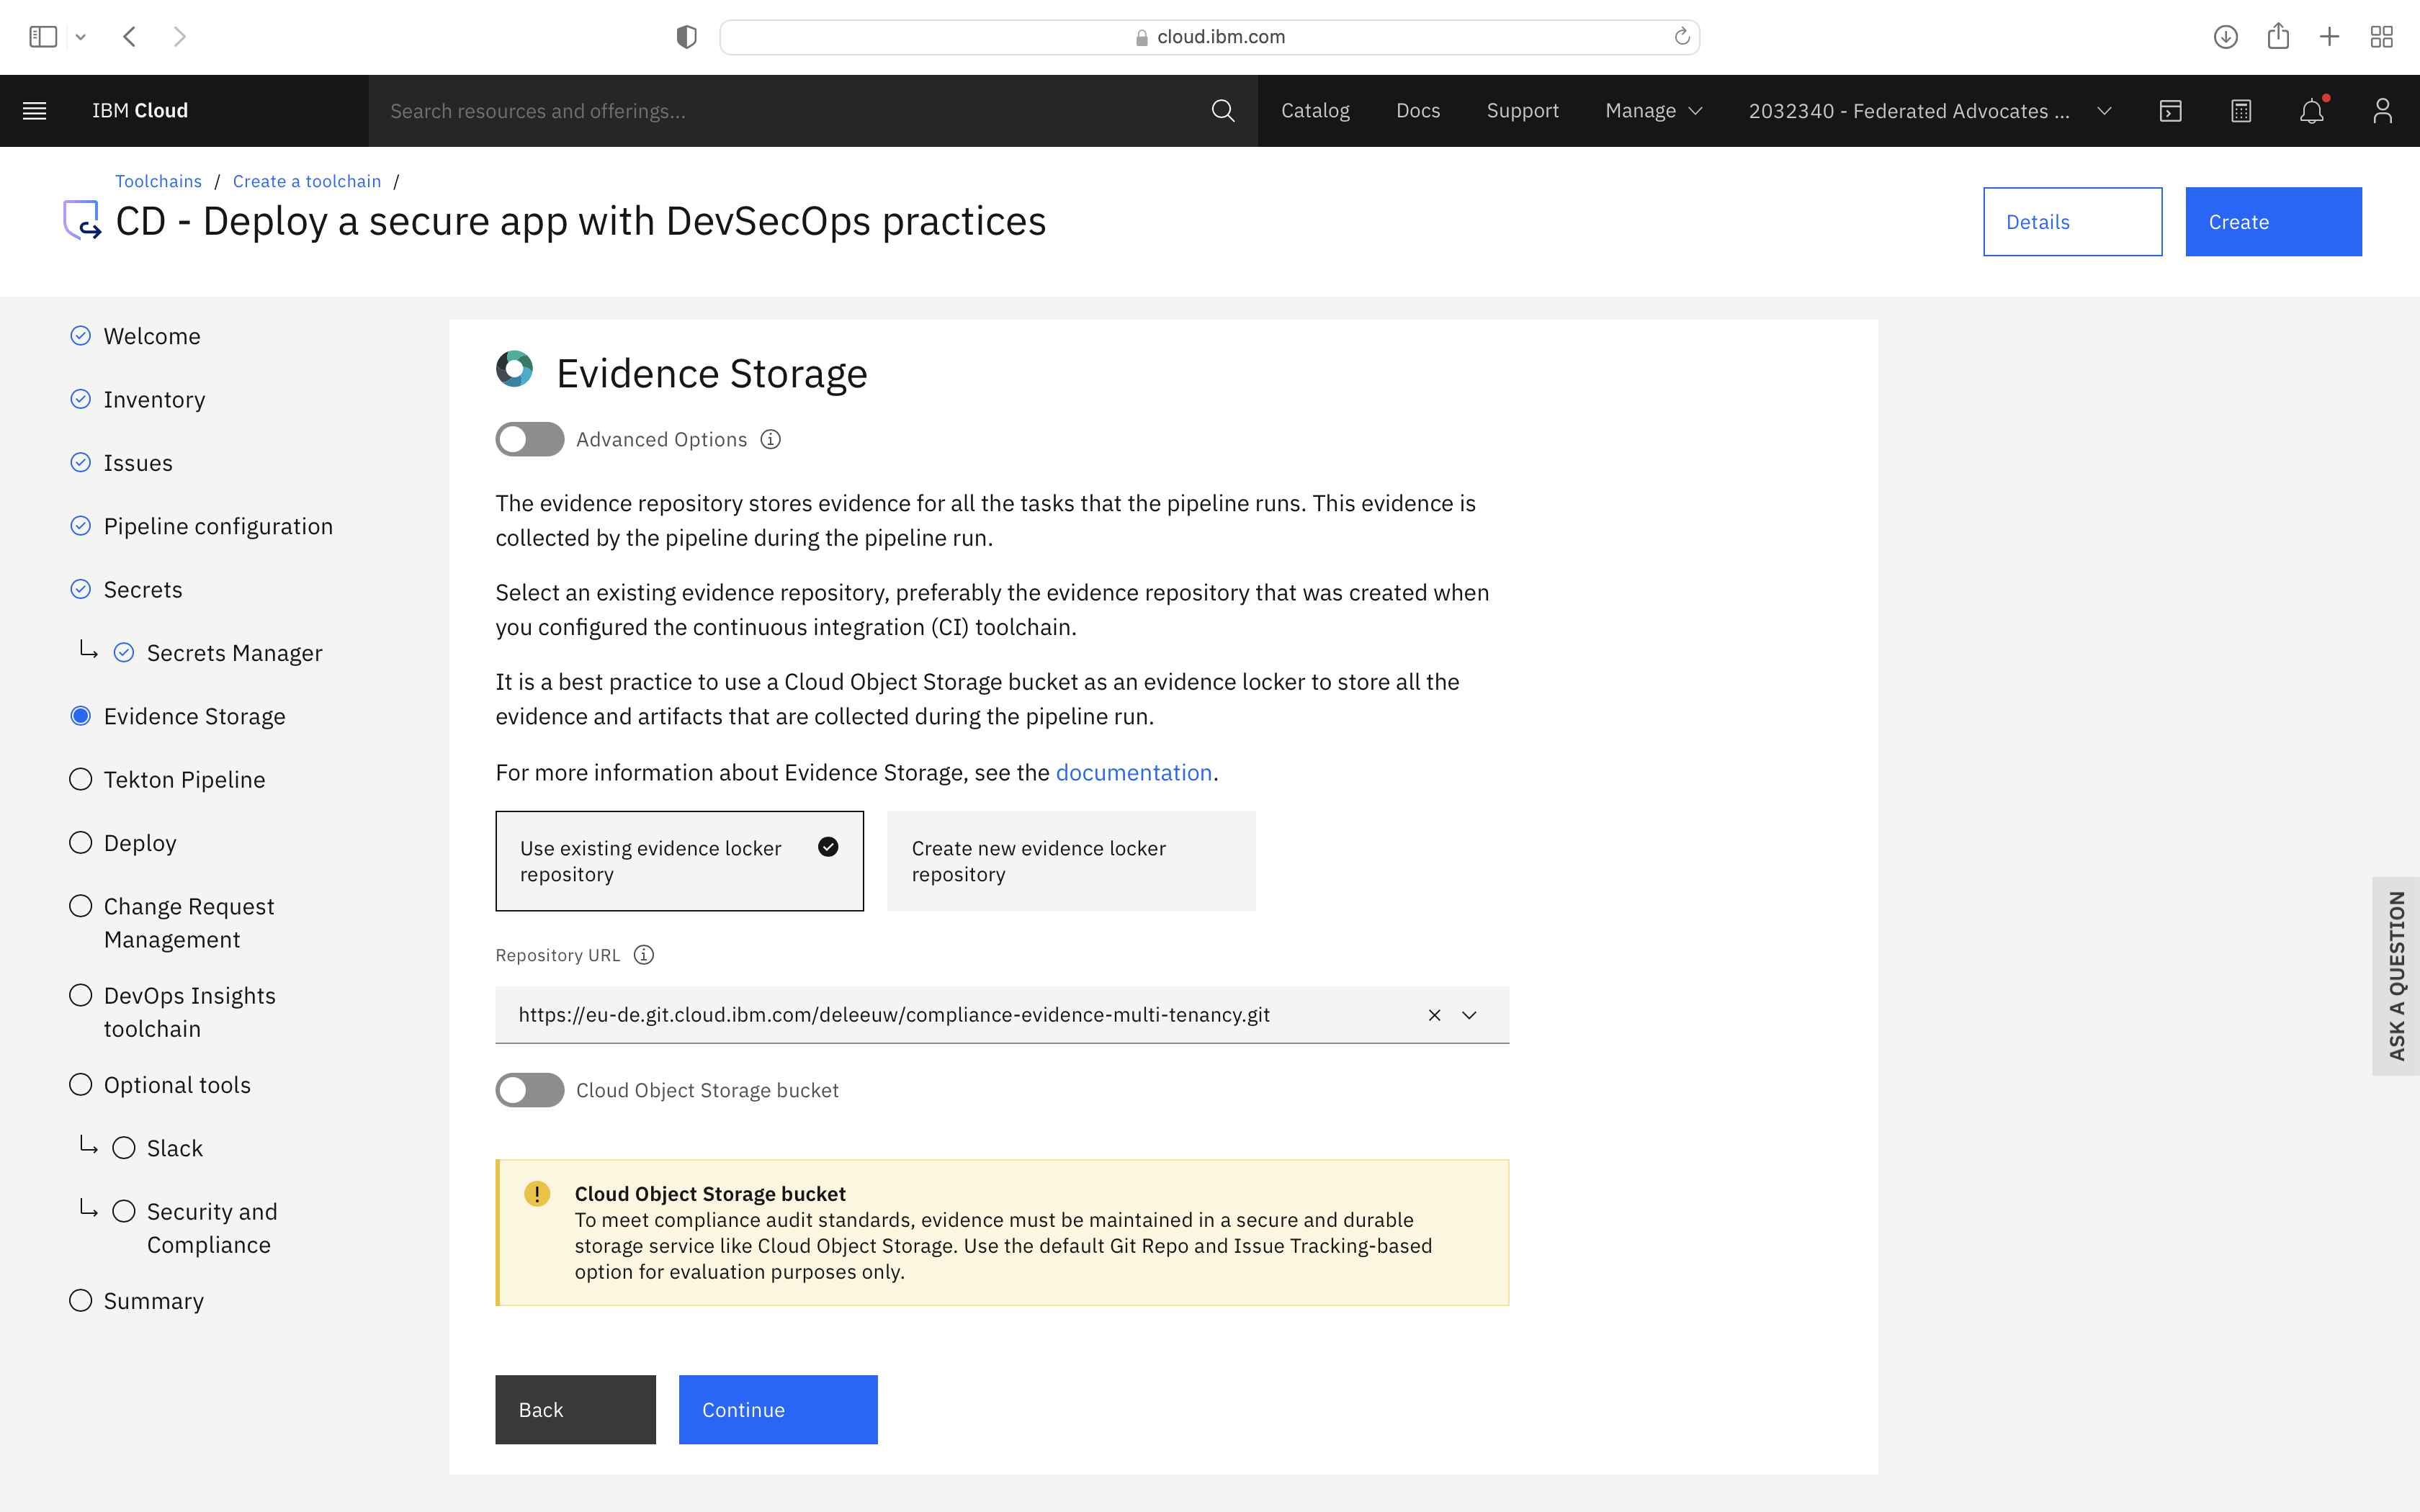 cloud.ibm.com
IBM Cloud
Search resources and offerings...
Catalog
Docs
Support
Manage
2032340 - Federated Advocates ...
Toolchains / Create a toolchain /
CD - Deploy a secure app with DevSecOps practices
Details
Create
Welcome
Inventory
Issues
Pipeline configuration
Secrets
Secrets Manager
Evidence Storage
Tekton Pipeline
Deploy
Change Request
Management
DevOps Insights
toolchain
Optional tools
Slack
Security and
Compliance
Summary
Evidence Storage
Advanced Options
The evidence repository stores evidence for all the tasks that the pipeline runs. This evidence is
collected by the pipeline during the pipeline run.
Select an existing evidence repository, preferably the evidence repository that was created when
you configured the continuous integration (CI) toolchain.
It is a best practice to use a Cloud Object Storage bucket as an evidence locker to store all the
evidence and artifacts that are collected during the pipeline run.
For more information about Evidence Storage, see the documentation.
Use existing evidence locker
repository
Create new evidence locker
repository
Repository URL
https://eu-de.git.cloud.ibm.com/deleeuw/compliance-evidence-multi-tenancy.git
Cloud Object Storage bucket
Cloud Object Storage bucket
To meet compliance audit standards, evidence must be maintained in a secure and durable
storage service like Cloud Object Storage. Use the default Git Repo and Issue Tracking-based
option for evaluation purposes only.
Back
Continue
ASK A QUESTION